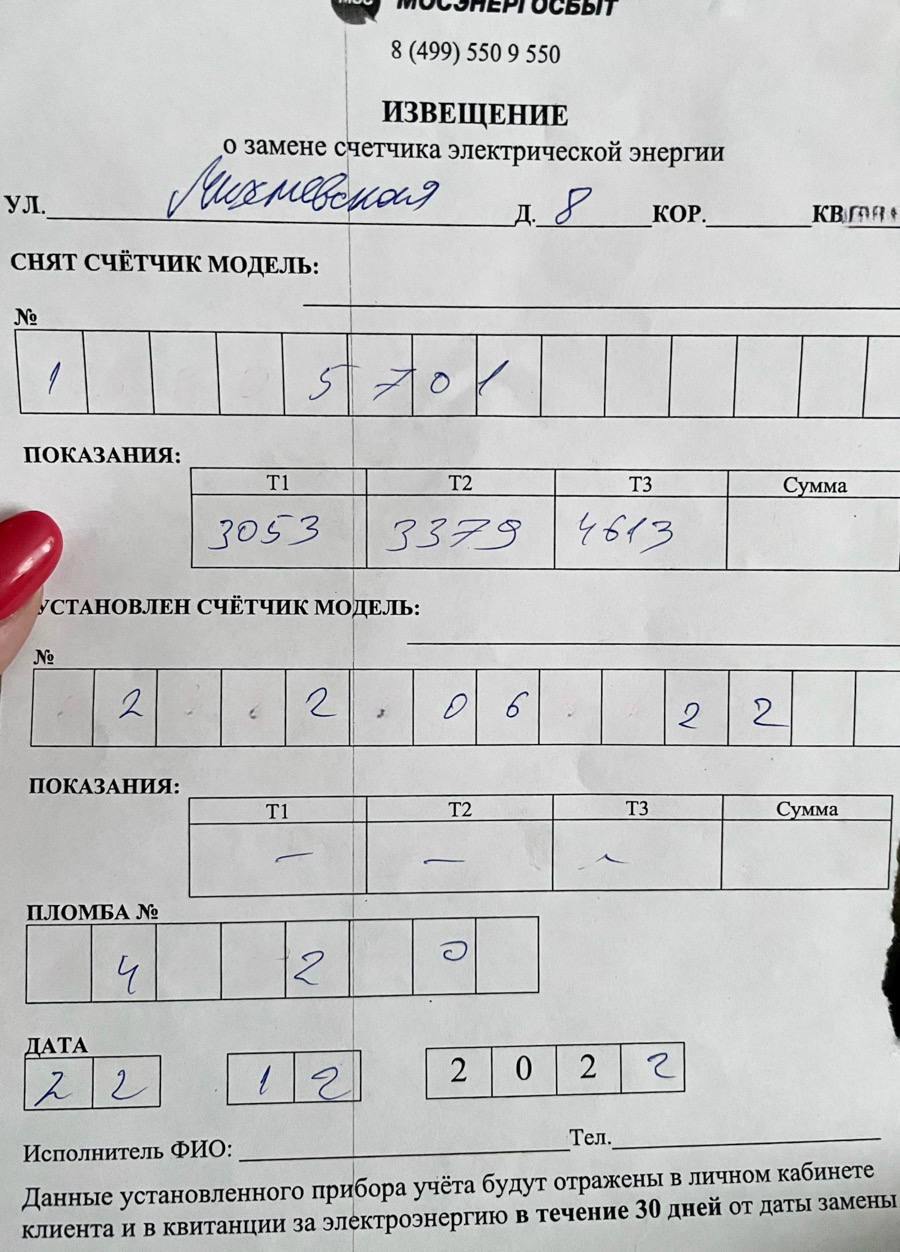 МОСЭНЕРГОСБЫТ
8 (499) 550 9 550
ИЗВЕЩЕНИЕ
о замене счетчика электрической энергии
УЛ. Михневская Д. 8 КОР. КВ
СНЯТ СЧЁТЧИК МОДЕЛЬ:
№
1 5 7 0 1
ПОКАЗАНИЯ:
Т1 Т2 Т3 Сумма
3053 3379 4613
УСТАНОВЛЕН СЧЁТЧИК МОДЕЛЬ:
№
2 2 0 6 2 2
ПОКАЗАНИЯ:
Т1 Т2 Т3 Сумма
— — —
ПЛОМБА №
4 2 0
ДАТА
2 2 1 2 2 0 2 2
Исполнитель ФИО: Тел.
Данные установленного прибора учёта будут отражены в личном кабинете
клиента и в квитанции за электроэнергию в течение 30 дней от даты замены